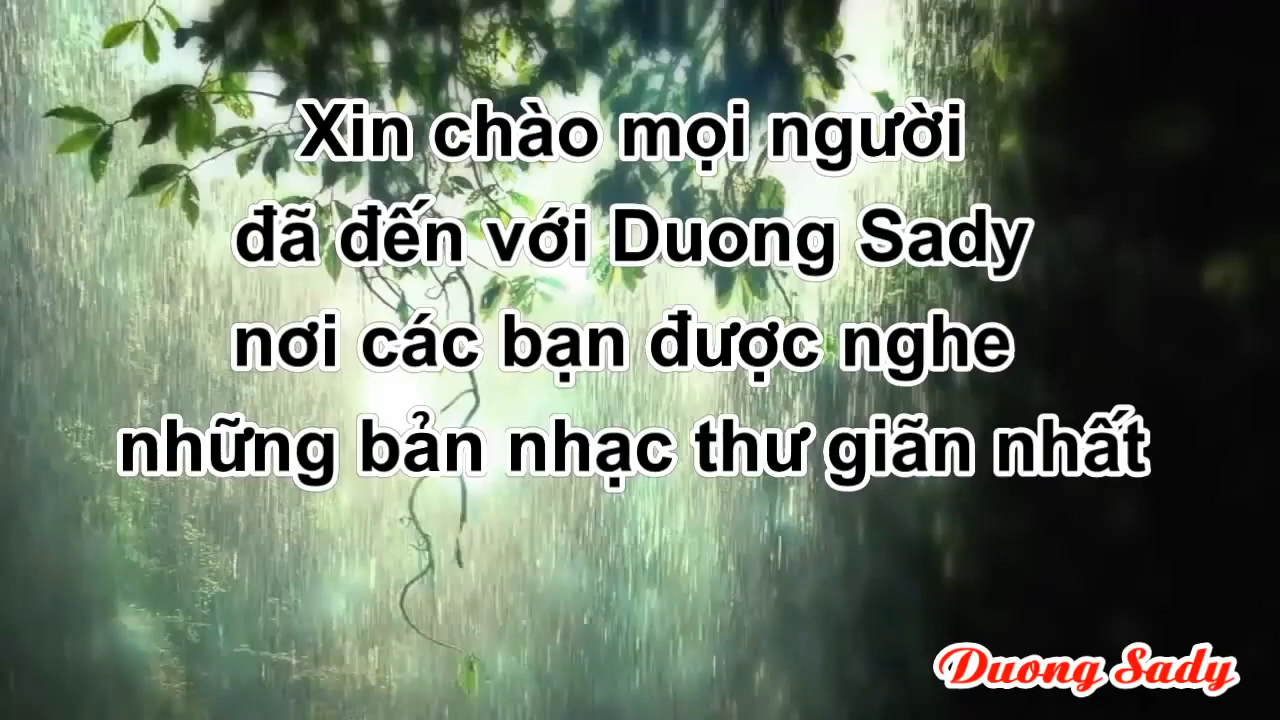 Xin chào mọi người
đã đến với Duong Sady
nơi các bạn được nghe
những bản nhạc thư giãn nhất
Duong Sady